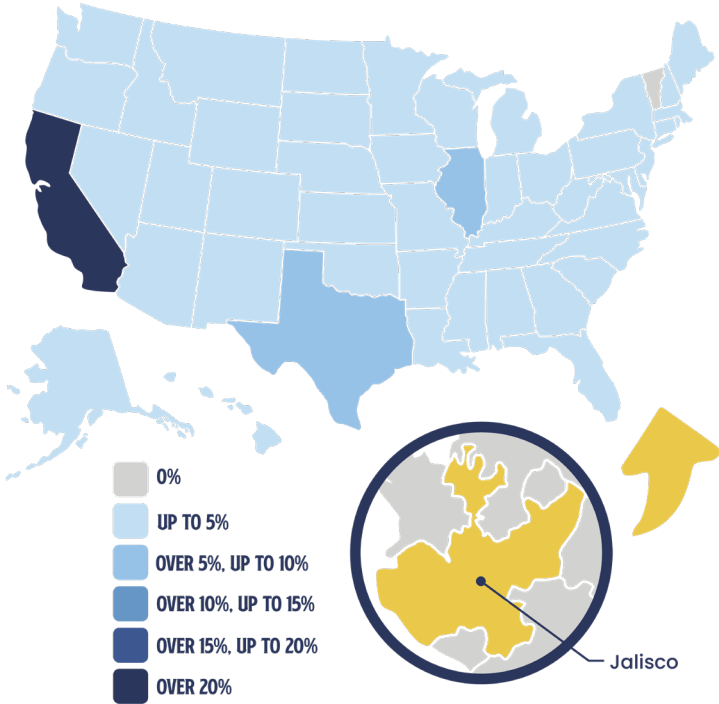 0%
UP TO 5%
OVER 5%, UP TO 10%
OVER 10%, UP TO 15%
OVER 15%, UP TO 20%
OVER 20%
Jalisco